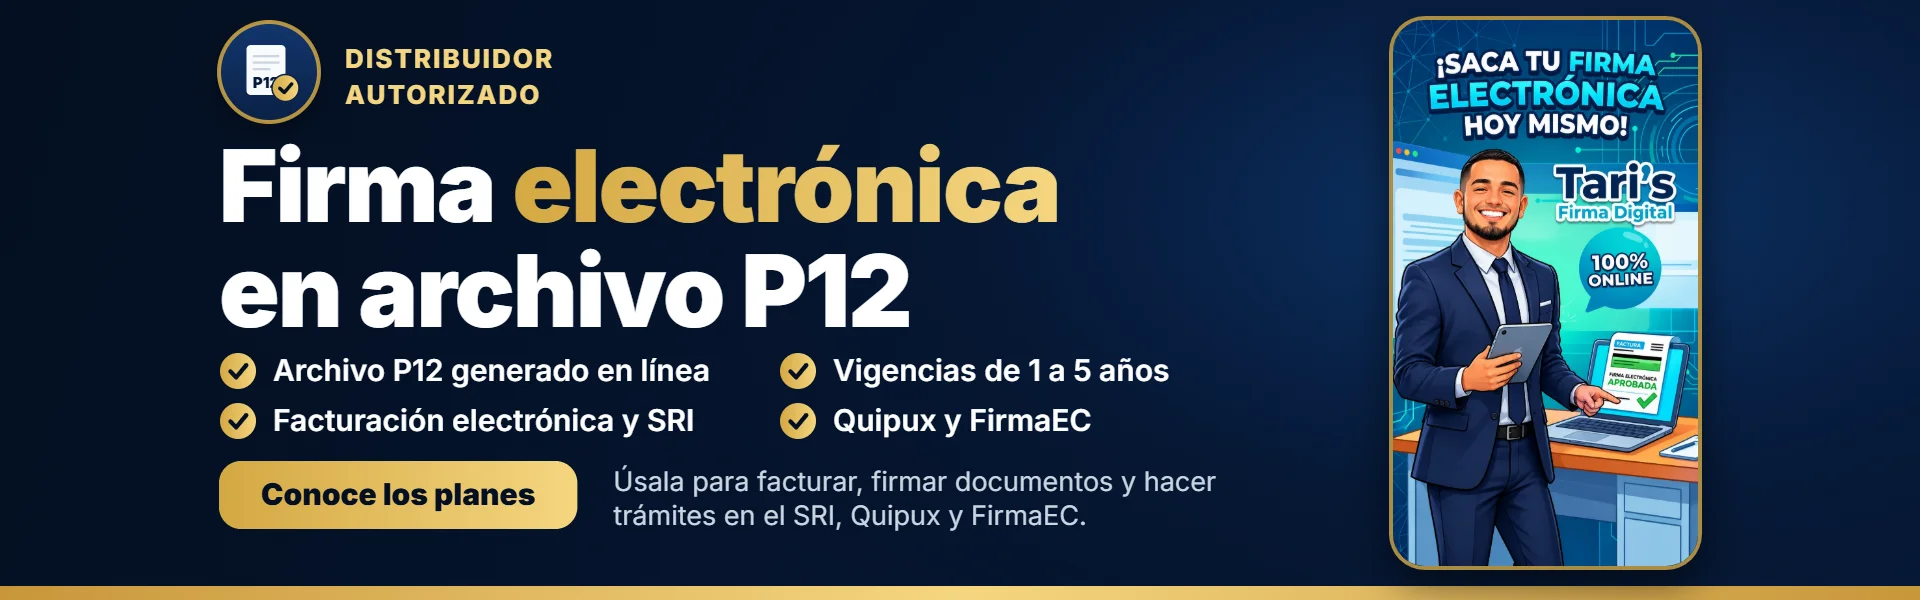 P12
DISTRIBUIDOR
AUTORIZADO
Firma electrónica
en archivo P12
Archivo P12 generado en línea
Vigencias de 1 a 5 años
Facturación electrónica y SRI
Quipux y FirmaEC
Conoce los planes
Úsala para facturar, firmar documentos y hacer
trámites en el SRI, Quipux y FirmaEC.
¡SACA TU FIRMA
ELECTRÓNICA
HOY MISMO!
Tari's
Firma Digital
100%
ONLINE
FACTURA
FIRMA ELECTRÓNICA
APROBADA